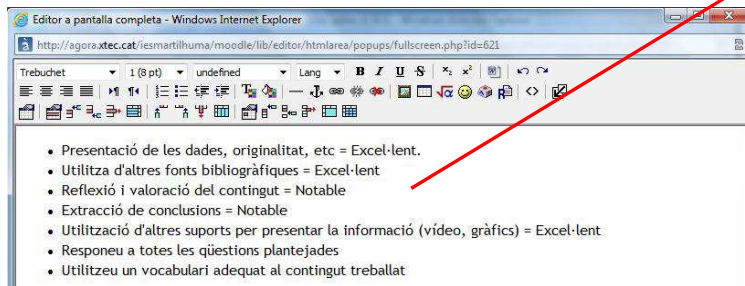 Editor a pantalla completa - Windows Internet Explorer
http://agora.xtec.cat/iesmartilhuma/moodle/lib/editor/htmlarea/popups/fullscreen.php?id=621
Trebuchet 1 (8 pt) undefined Lang B I U S x₂ x²
Presentació de les dades, originalitat, etc = Excel·lent.
Utilitza d'altres fonts bibliogràfiques = Excel·lent
Reflexió i valoració del contingut = Notable
Extracció de conclusions = Notable
Utilització d'altres suports per presentar la informació (vídeo, gràfics) = Excel·lent
Responeu a totes les qüestions plantejades
Utilitzeu un vocabulari adequat al contingut treballat